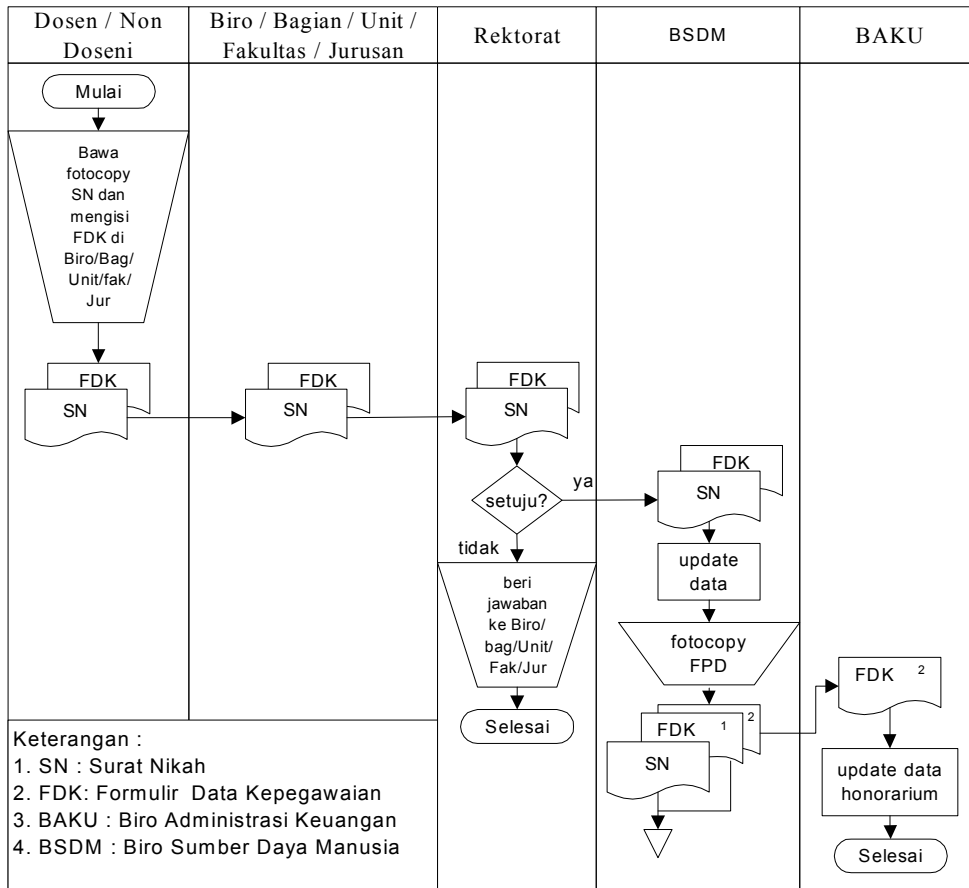 Dosen / Non
Doseni
Biro / Bagian / Unit /
Fakultas / Jurusan
Rektorat
BSDM
BAKU
Mulai
Bawa
fotocopy
SN dan
mengisi
FDK di
Biro/Bag/
Unit/fak/
Jur
FDK
SN
FDK
SN
FDK
SN
setuju?
ya
tidak
beri
jawaban
ke Biro/
bag/Unit/
Fak/Jur
Selesai
FDK
SN
update
data
fotocopy
FPD
2
FDK 1
SN
FDK 2
update data
honorarium
Selesai
Keterangan :
1. SN : Surat Nikah
2. FDK: Formulir Data Kepegawaian
3. BAKU : Biro Administrasi Keuangan
4. BSDM : Biro Sumber Daya Manusia